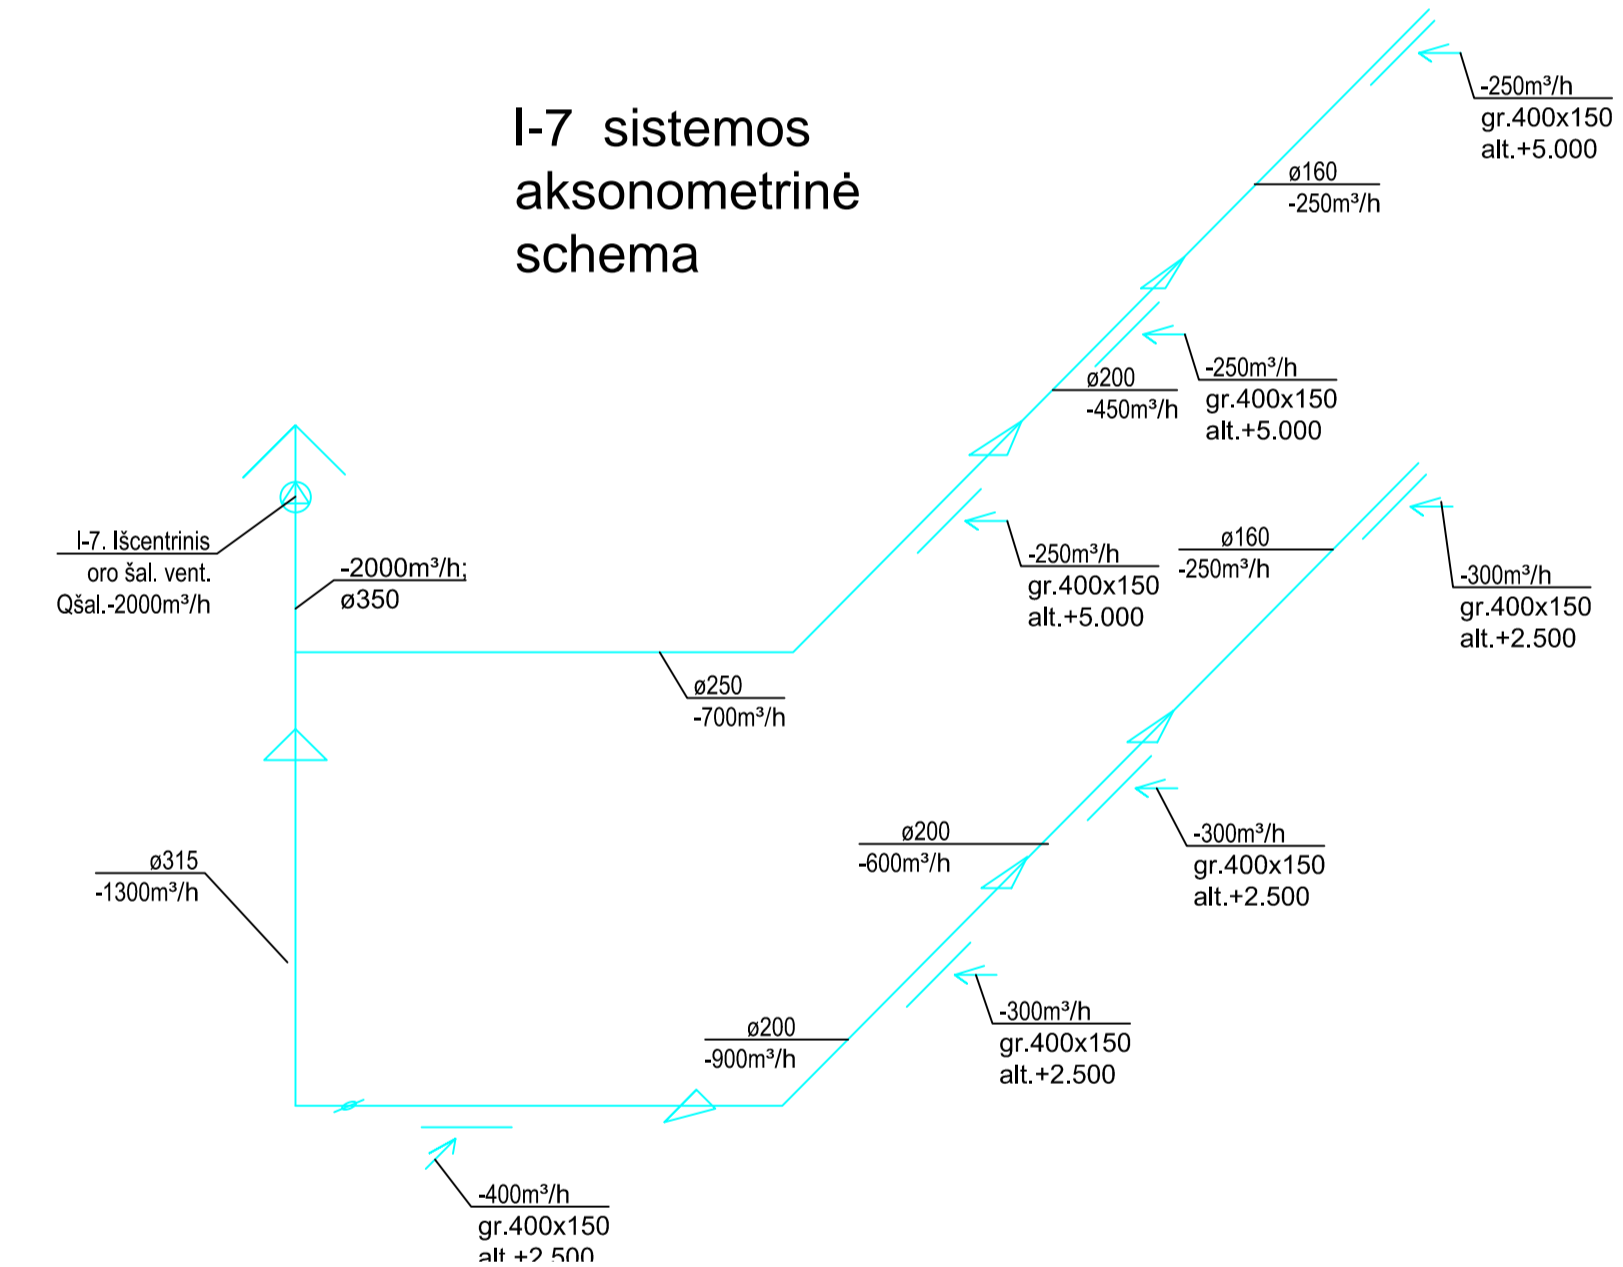 I-7 sistemos
aksonometrinė
schema
-250m³/h
gr.400x150
alt.+5.000
ø160
-250m³/h
-250m³/h
gr.400x150
alt.+5.000
ø200
-450m³/h
-250m³/h
gr.400x150
alt.+5.000
I-7. Išcentrinis
oro šal. vent.
Qšal.-2000m³/h
-2000m³/h;
ø350
ø250
-700m³/h
ø160
-250m³/h
-300m³/h
gr.400x150
alt.+2.500
ø200
-600m³/h
-300m³/h
gr.400x150
alt.+2.500
ø315
-1300m³/h
ø200
-900m³/h
-300m³/h
gr.400x150
alt.+2.500
-400m³/h
gr.400x150
alt.+2.500